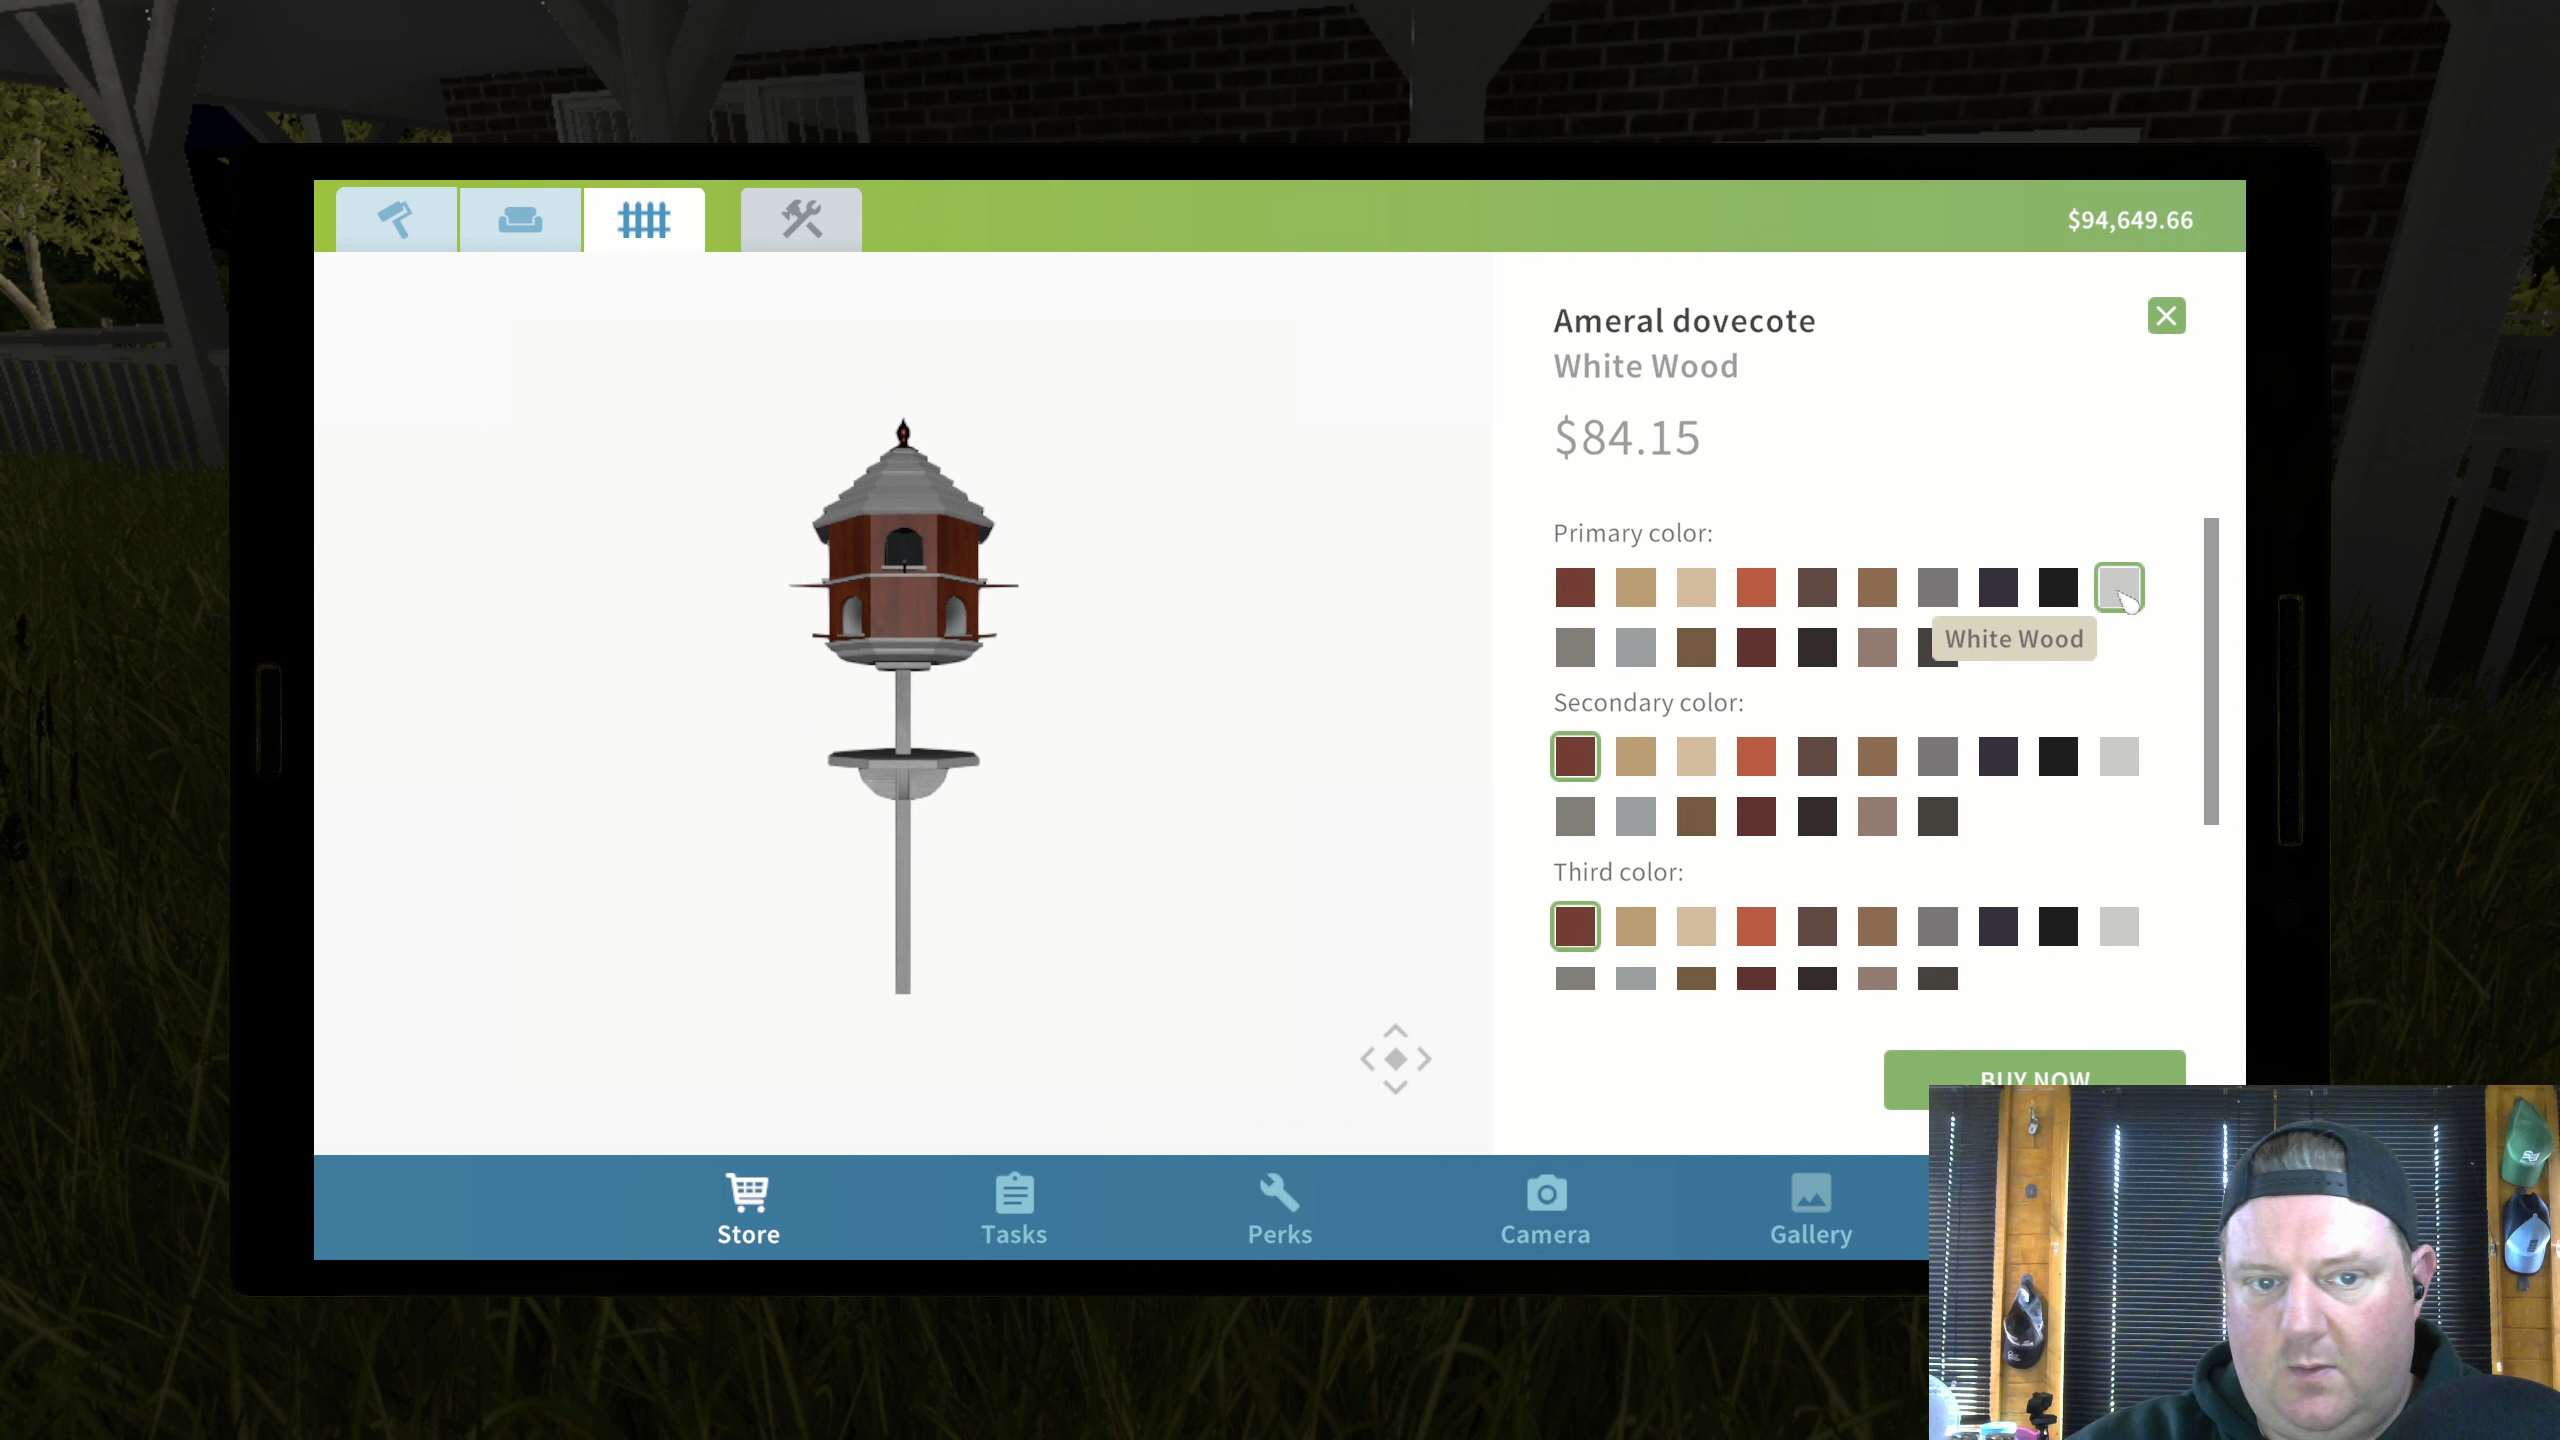 $94,649.66
Ameral dovecote
White Wood
$84.15
Primary color:
White Wood
Secondary color:
Third color:
BUY NOW
Store
Tasks
Perks
Camera
Gallery